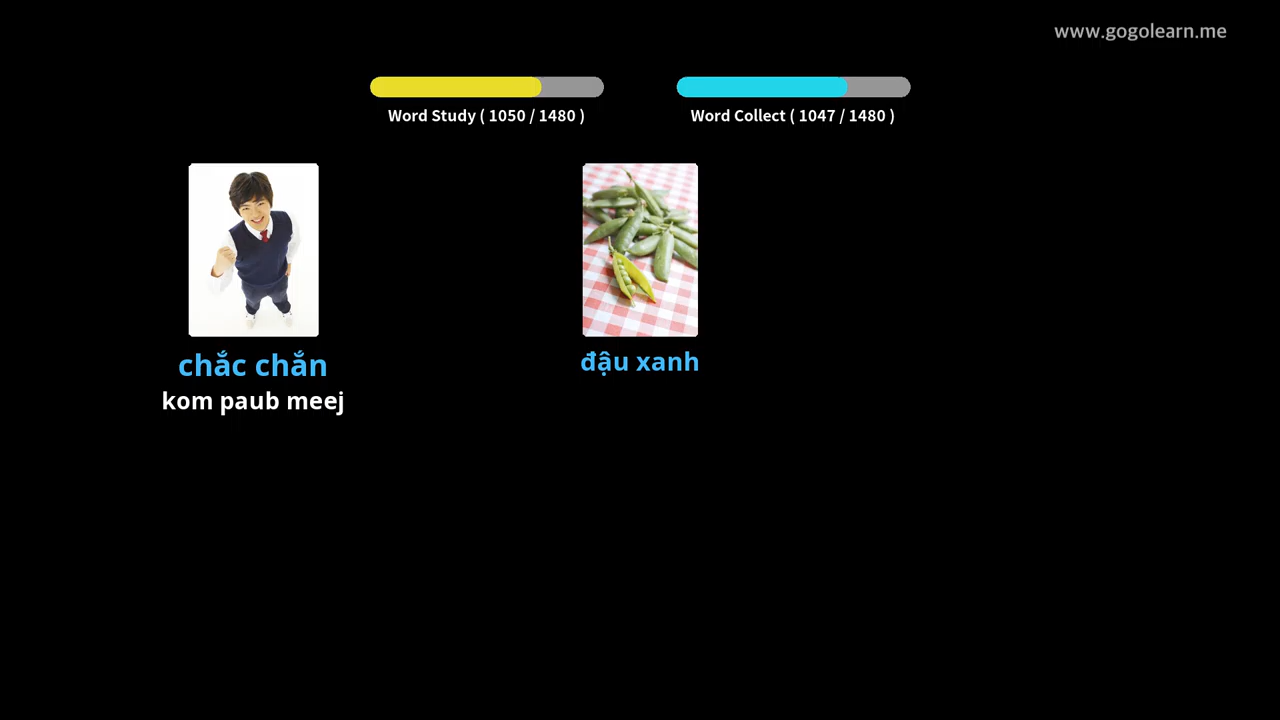 www.gogolearn.me
Word Study ( 1050 / 1480 )
Word Collect ( 1047 / 1480 )
chắc chắn
kom paub meej
đậu xanh